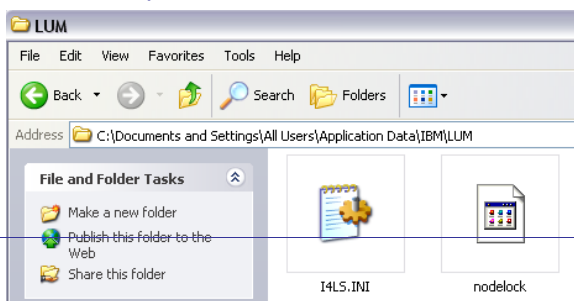 LUM
File Edit View Favorites Tools Help
Back Search Folders
Address C:\Documents and Settings\All Users\Application Data\IBM\LUM
File and Folder Tasks
Make a new folder
Publish this folder to the
Web
Share this folder
I4LS.INI nodelock